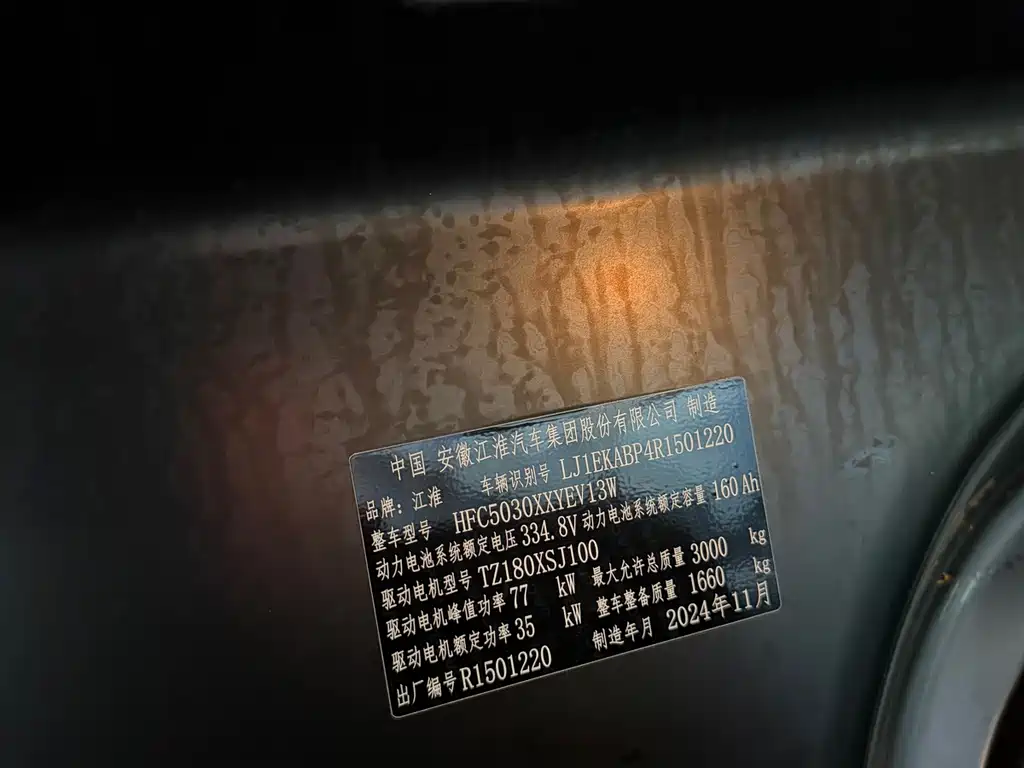 中国 安徽江淮汽车集团股份有限公司 制造
品牌: 江淮 车辆识别号 LJ1EKABP4R1501220
整车型号 HFC5030XXYEV13W
动力电池系统额定电压 334.8V 动力电池系统额定容量 160 Ah
驱动电机型号 TZ180XSJ100
驱动电机峰值功率 77 kW 最大允许总质量 3000 kg
驱动电机额定功率 35 kW 整车整备质量 1660 kg
出厂编号 R1501220 制造年月 2024年11月